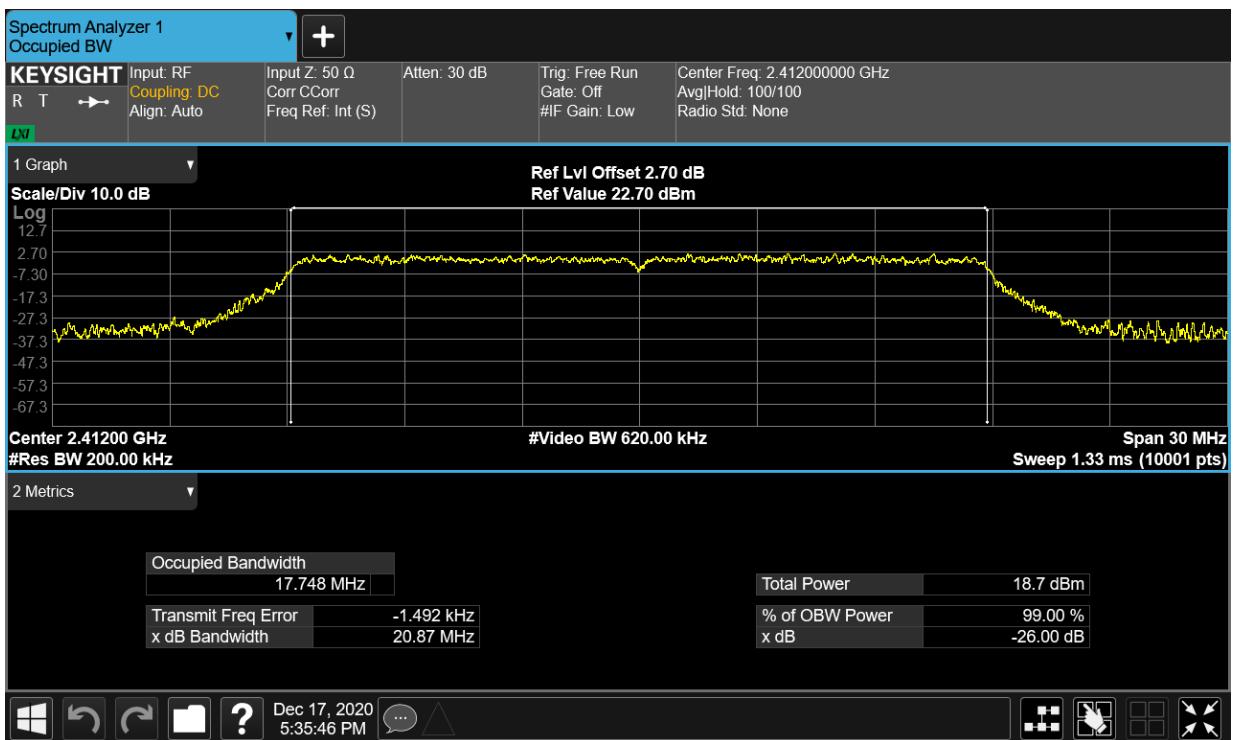 Spectrum Analyzer 1
Occupied BW
▼
+
KEYSIGHT
R T
LXI
Input: RF
Coupling: DC
Align: Auto
Input Z: 50 Ω
Corr CCorr
Freq Ref: Int (S)
Atten: 30 dB
Trig: Free Run
Gate: Off
#IF Gain: Low
Center Freq: 2.412000000 GHz
Avg|Hold: 100/100
Radio Std: None
1 Graph ▼
Scale/Div 10.0 dB
Ref Lvl Offset 2.70 dB
Ref Value 22.70 dBm
Log
12.7
2.70
-7.30
-17.3
-27.3
-37.3
-47.3
-57.3
-67.3
Center 2.41200 GHz
#Res BW 200.00 kHz
#Video BW 620.00 kHz
Span 30 MHz
Sweep 1.33 ms (10001 pts)
2 Metrics ▼
Occupied Bandwidth
17.748 MHz
Transmit Freq Error -1.492 kHz
x dB Bandwidth 20.87 MHz
Total Power 18.7 dBm
% of OBW Power 99.00 %
x dB -26.00 dB
?
Dec 17, 2020
5:35:46 PM